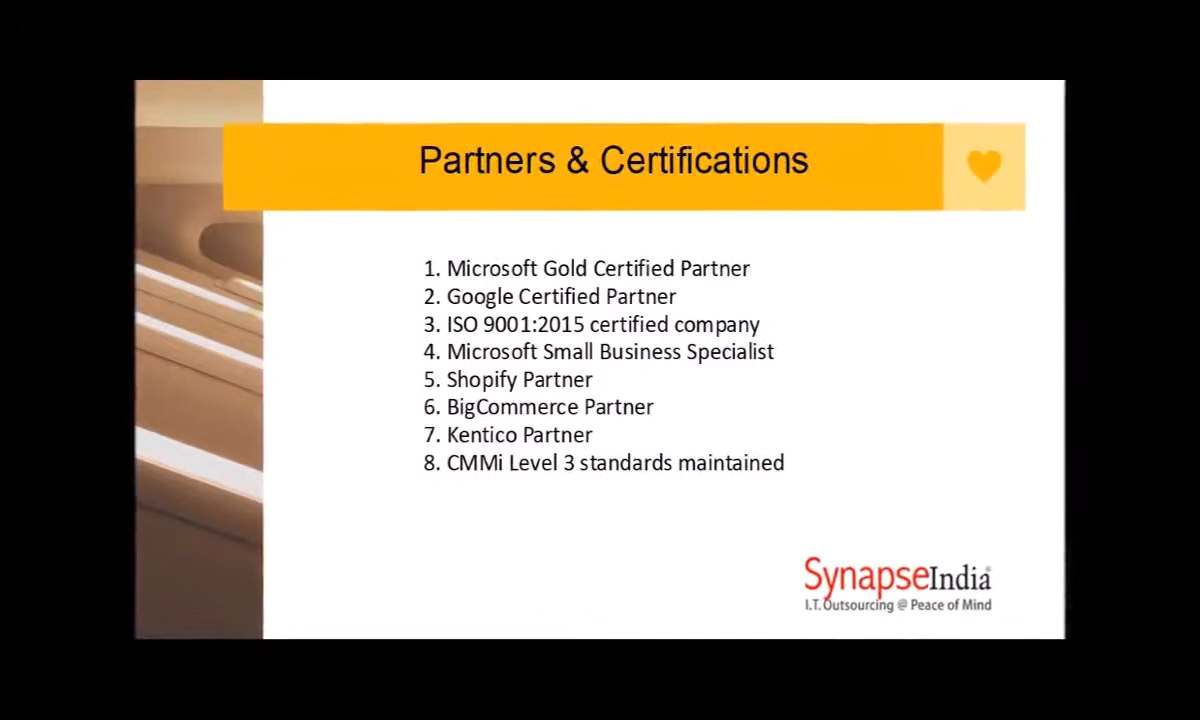 Partners & Certifications
1. Microsoft Gold Certified Partner
2. Google Certified Partner
3. ISO 9001:2015 certified company
4. Microsoft Small Business Specialist
5. Shopify Partner
6. BigCommerce Partner
7. Kentico Partner
8. CMMi Level 3 standards maintained
SynapseIndia®
I.T. Outsourcing @ Peace of Mind